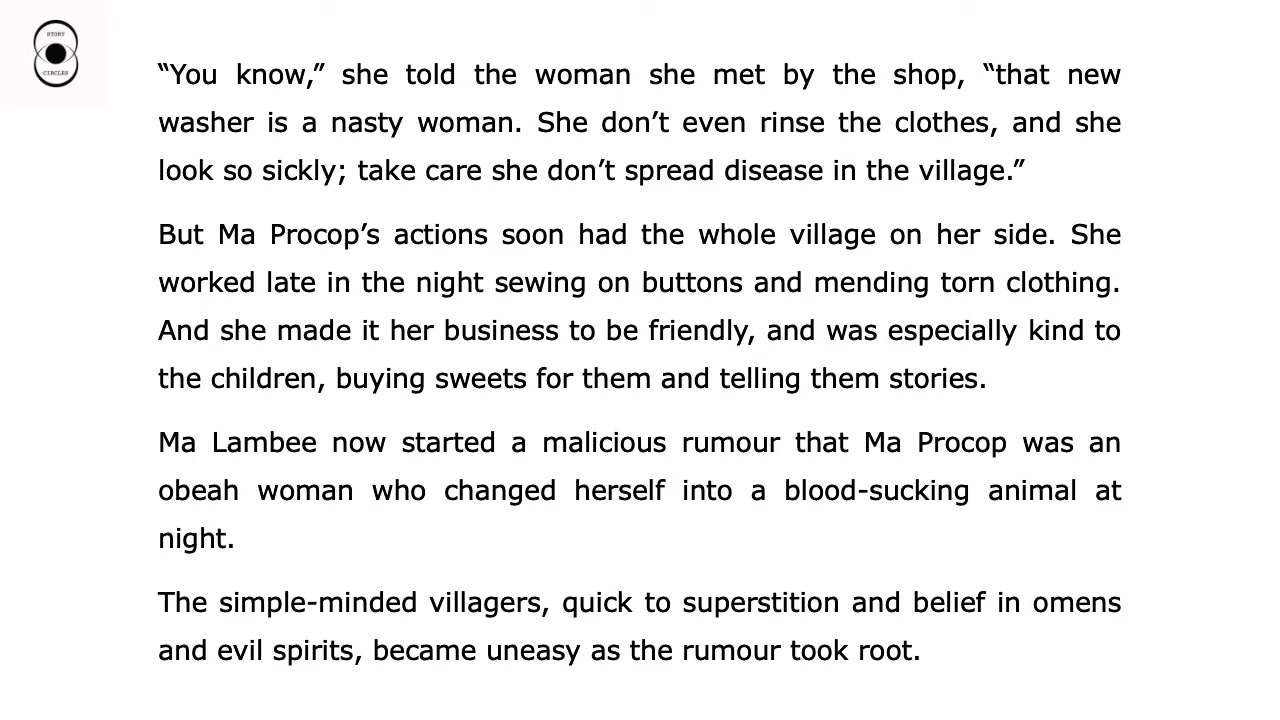 STORY
CIRCLES
“You know,” she told the woman she met by the shop, “that new
washer is a nasty woman. She don’t even rinse the clothes, and she
look so sickly; take care she don’t spread disease in the village.”
But Ma Procop’s actions soon had the whole village on her side. She
worked late in the night sewing on buttons and mending torn clothing.
And she made it her business to be friendly, and was especially kind to
the children, buying sweets for them and telling them stories.
Ma Lambee now started a malicious rumour that Ma Procop was an
obeah woman who changed herself into a blood-sucking animal at
night.
The simple-minded villagers, quick to superstition and belief in omens
and evil spirits, became uneasy as the rumour took root.